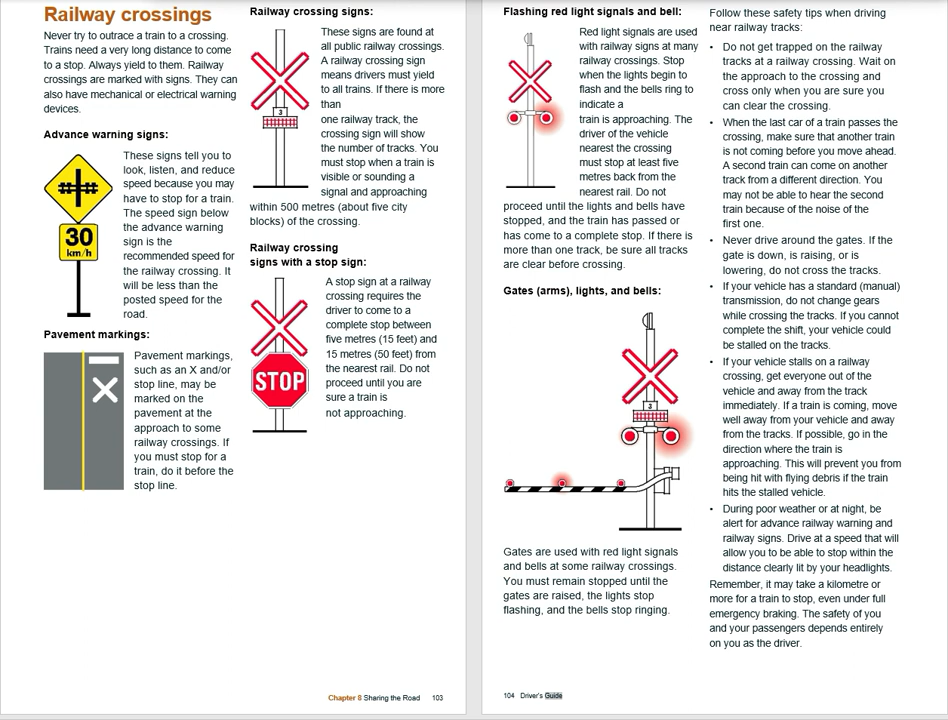 Railway crossings
Never try to outrace a train to a crossing.
Trains need a very long distance to come
to a stop. Always yield to them. Railway
crossings are marked with signs. They can
also have mechanical or electrical warning
devices.
Advance warning signs:
30
km/h
These signs tell you to
look, listen, and reduce
speed because you may
have to stop for a train.
The speed sign below
the advance warning
sign is the
recommended speed for
the railway crossing. It
will be less than the
posted speed for the
road.
Pavement markings:
Pavement markings,
such as an X and/or
stop line, may be
marked on the
pavement at the
approach to some
railway crossings. If
you must stop for a
train, do it before the
stop line.
Railway crossing signs:
3
These signs are found at
all public railway crossings.
A railway crossing sign
means drivers must yield
to all trains. If there is more
than
one railway track, the
crossing sign will show
the number of tracks. You
must stop when a train is
visible or sounding a
signal and approaching
within 500 metres (about five city
blocks) of the crossing.
Railway crossing
signs with a stop sign:
STOP
A stop sign at a railway
crossing requires the
driver to come to a
complete stop between
five metres (15 feet) and
15 metres (50 feet) from
the nearest rail. Do not
proceed until you are
sure a train is
not approaching.
Chapter 8 Sharing the Road 103
Flashing red light signals and bell:
Red light signals are used
with railway signs at many
railway crossings. Stop
when the lights begin to
flash and the bells ring to
indicate a
train is approaching. The
driver of the vehicle
nearest the crossing
must stop at least five
metres back from the
nearest rail. Do not
proceed until the lights and bells have
stopped, and the train has passed or
has come to a complete stop. If there is
more than one track, be sure all tracks
are clear before crossing.
Gates (arms), lights, and bells:
3
Gates are used with red light signals
and bells at some railway crossings.
You must remain stopped until the
gates are raised, the lights stop
flashing, and the bells stop ringing.
Follow these safety tips when driving
near railway tracks:
• Do not get trapped on the railway
tracks at a railway crossing. Wait on
the approach to the crossing and
cross only when you are sure you
can clear the crossing.
• When the last car of a train passes the
crossing, make sure that another train
is not coming before you move ahead.
A second train can come on another
track from a different direction. You
may not be able to hear the second
train because of the noise of the
first one.
• Never drive around the gates. If the
gate is down, is raising, or is
lowering, do not cross the tracks.
• If your vehicle has a standard (manual)
transmission, do not change gears
while crossing the tracks. If you cannot
complete the shift, your vehicle could
be stalled on the tracks.
• If your vehicle stalls on a railway
crossing, get everyone out of the
vehicle and away from the track
immediately. If a train is coming, move
well away from your vehicle and away
from the tracks. If possible, go in the
direction where the train is
approaching. This will prevent you from
being hit with flying debris if the train
hits the stalled vehicle.
• During poor weather or at night, be
alert for advance railway warning and
railway signs. Drive at a speed that will
allow you to be able to stop within the
distance clearly lit by your headlights.
Remember, it may take a kilometre or
more for a train to stop, even under full
emergency braking. The safety of you
and your passengers depends entirely
on you as the driver.
104 Driver's Guide